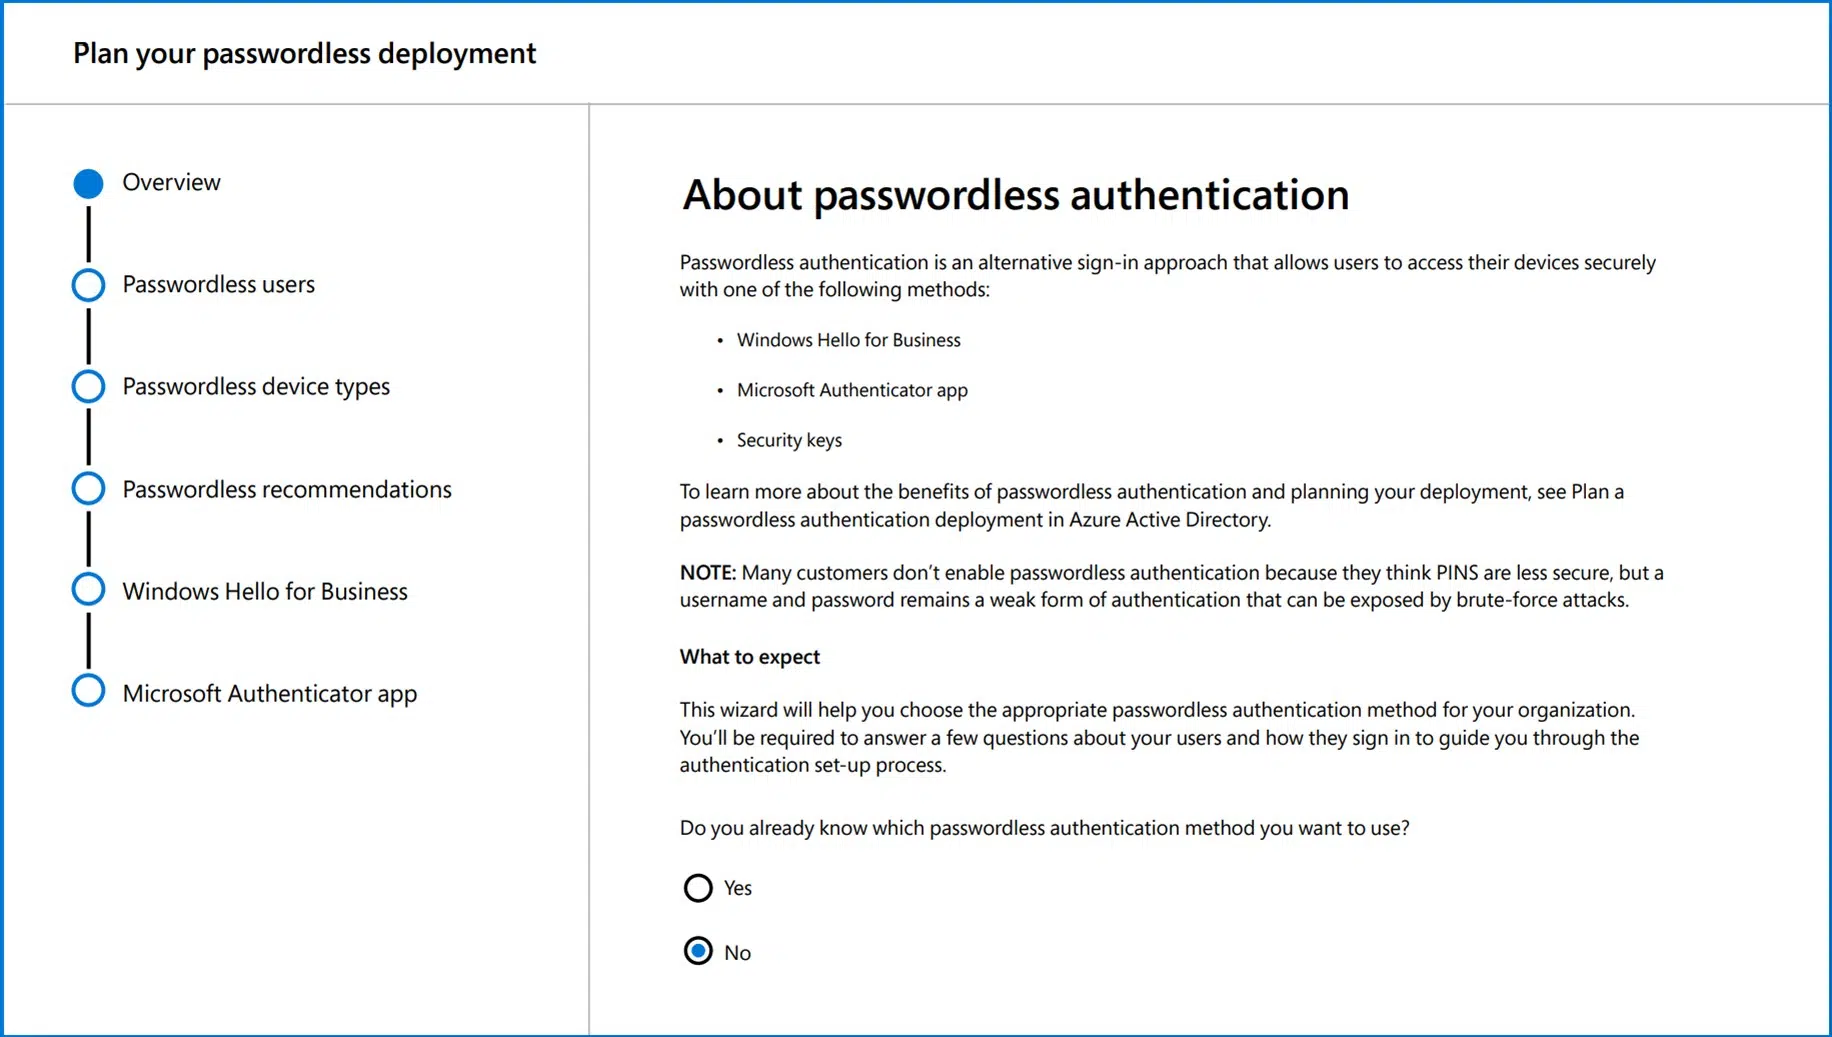 Plan your passwordless deployment
Overview
Passwordless users
Passwordless device types
Passwordless recommendations
Windows Hello for Business
Microsoft Authenticator app
About passwordless authentication
Passwordless authentication is an alternative sign-in approach that allows users to access their devices securely
with one of the following methods:
• Windows Hello for Business
• Microsoft Authenticator app
• Security keys
To learn more about the benefits of passwordless authentication and planning your deployment, see Plan a
passwordless authentication deployment in Azure Active Directory.
NOTE: Many customers don’t enable passwordless authentication because they think PINS are less secure, but a
username and password remains a weak form of authentication that can be exposed by brute-force attacks.
What to expect
This wizard will help you choose the appropriate passwordless authentication method for your organization.
You’ll be required to answer a few questions about your users and how they sign in to guide you through the
authentication set-up process.
Do you already know which passwordless authentication method you want to use?
Yes
No